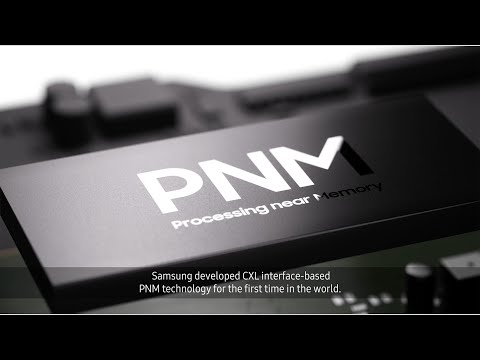 PNM
Processing near Memory
Samsung developed CXL interface-based
PNM technology for the first time in the world.